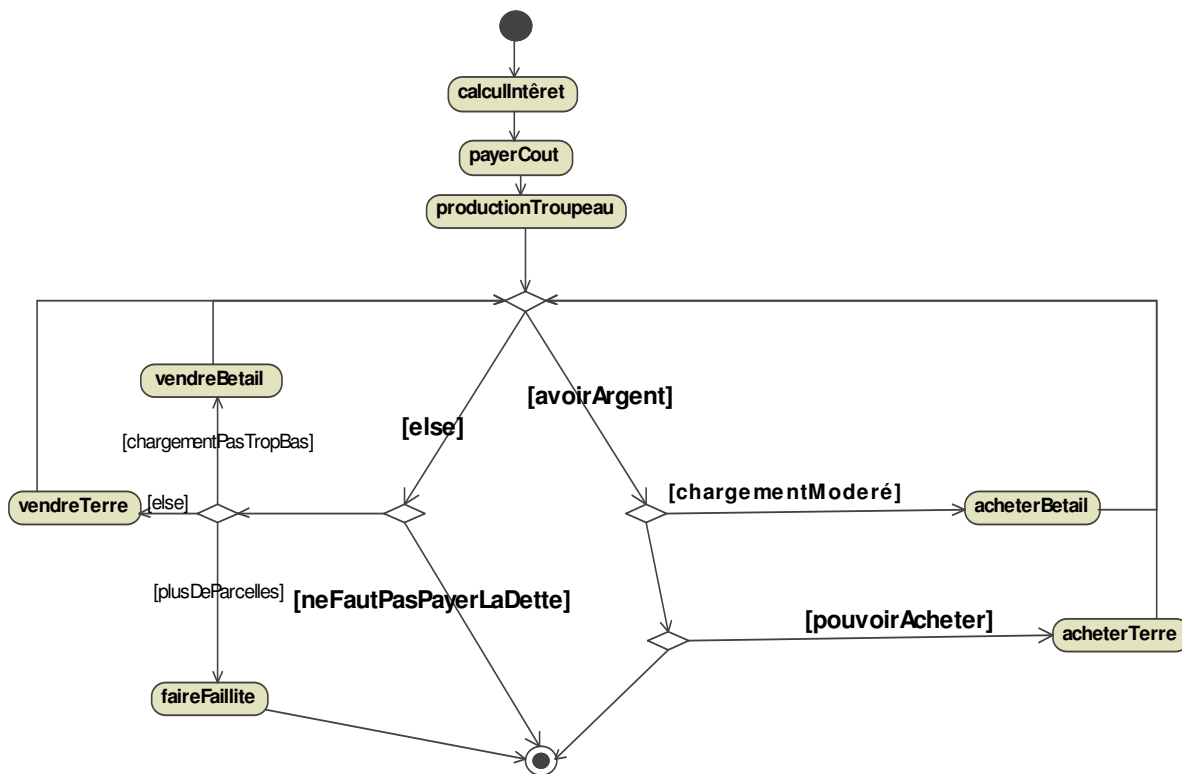 calculIntêret
payerCout
productionTroupeau
vendreBetail
[avoirArgent]
[else]
[chargementPasTropBas]
[chargementModeré]
vendreTerre
[else]
acheterBetail
[plusDeParcelles]
[neFautPasPayerLaDette]
[pouvoirAcheter]
acheterTerre
faireFaillite